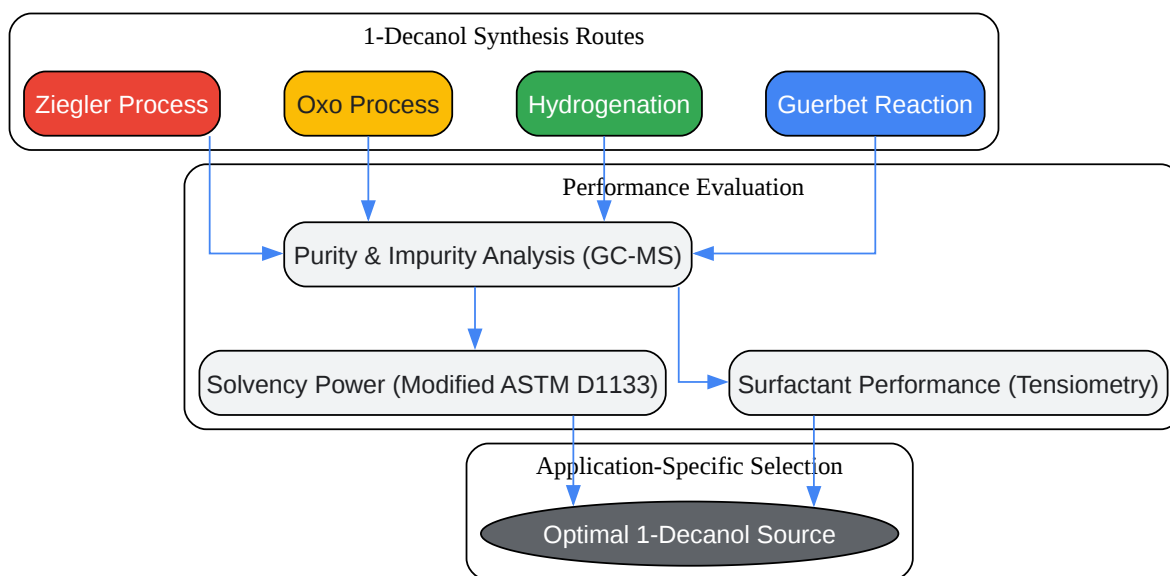 1-Decanol Synthesis Routes
Ziegler Process
Oxo Process
Hydrogenation
Guerbet Reaction
Performance Evaluation
Purity & Impurity Analysis (GC-MS)
Solvency Power (Modified ASTM D1133)
Surfactant Performance (Tensiometry)
Application-Specific Selection
Optimal 1-Decanol Source